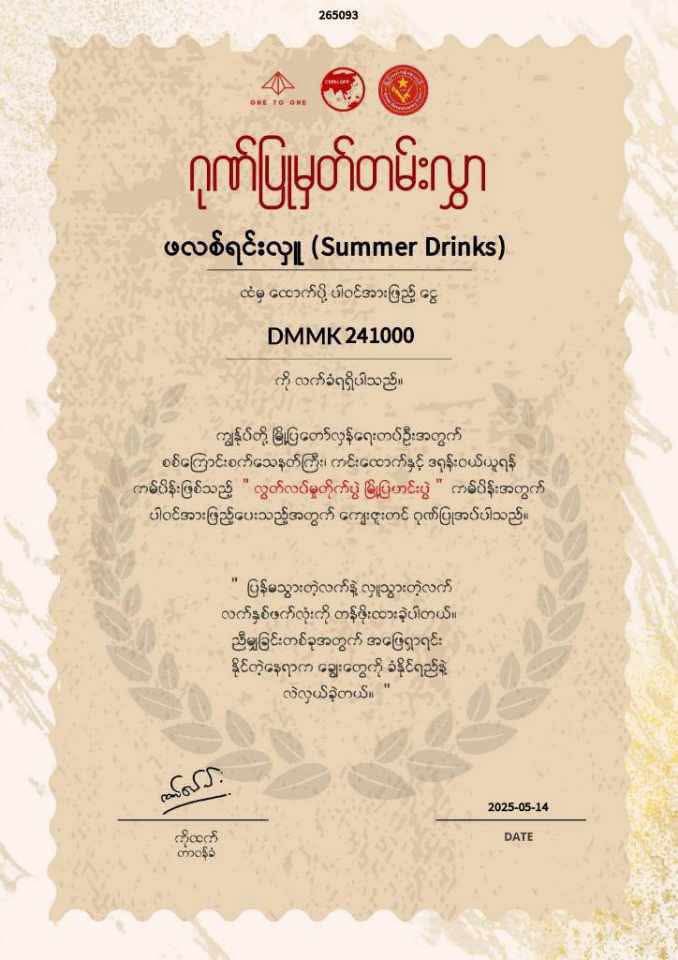 265093
ONE TO ONE
ဂုဏ်ပြုမှတ်တမ်းလွှာ
ဖလစ်ရင်းလှူ (Summer Drinks)
ထံမှ ထောက်ပို့ ပါဝင်အားဖြည့် ငွေ
DMMK 241000
ကို လက်ခံရရှိပါသည်။
ကျွန်ုပ်တို့ မြို့ပြတော်လှန်ရေးတပ်ဦးအတွက်
စစ်ကြောင်းစက်သေနတ်ကြီး၊ ကင်းထောက်နှင့် ဒရုန်းဝယ်ယူရန်
ကမ်ပိန်းဖြစ်သည့် " လွတ်လပ်မှုတိုက်ပွဲ မြို့ပြဟင်းပွဲ " ကမ်ပိန်းအတွက်
ပါဝင်အားဖြည့်ပေးသည့်အတွက် ကျေးဇူးတင် ဂုဏ်ပြုအပ်ပါသည်။
" ပြန်မသွားတဲ့လက်နဲ့ လှူသွားတဲ့လက်
လက်နှစ်ဖက်လုံးကို တန်ဖိုးထားခဲ့ပါတယ်။
ညီမျှခြင်းတစ်ခုအတွက် အဖြေရှာရင်း
နိုင်တဲ့နေရာက ချွေးတွေကို ခံနိုင်ရည်နဲ့
လဲလှယ်ခဲ့တယ်။ "
2025-05-14
ကိုထက်
DATE
တာဝန်ခံ